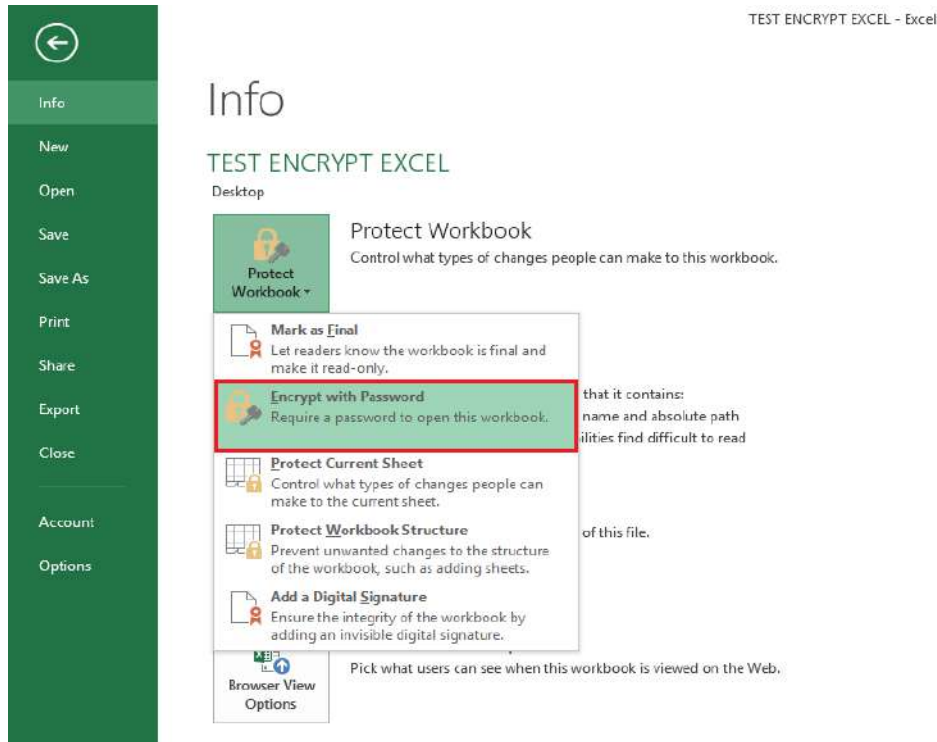 TEST ENCRYPT EXCEL - Excel
Info
New
Open
Save
Save As
Print
Share
Export
Close
Account
Options
Info
TEST ENCRYPT EXCEL
Desktop
Protect
Workbook
Protect Workbook
Control what types of changes people can make to this workbook.
Mark as Final
Let readers know the workbook is final and
make it read-only.
Encrypt with Password
Require a password to open this workbook.
Protect Current Sheet
Control what types of changes people can
make to the current sheet.
Protect Workbook Structure
Prevent unwanted changes to the structure
of the workbook, such as adding sheets.
Add a Digital Signature
Ensure the integrity of the workbook by
adding an invisible digital signature.
that it contains:
name and absolute path
ilities find difficult to read
of this file.
Browser View
Options
Pick what users can see when this workbook is viewed on the Web.